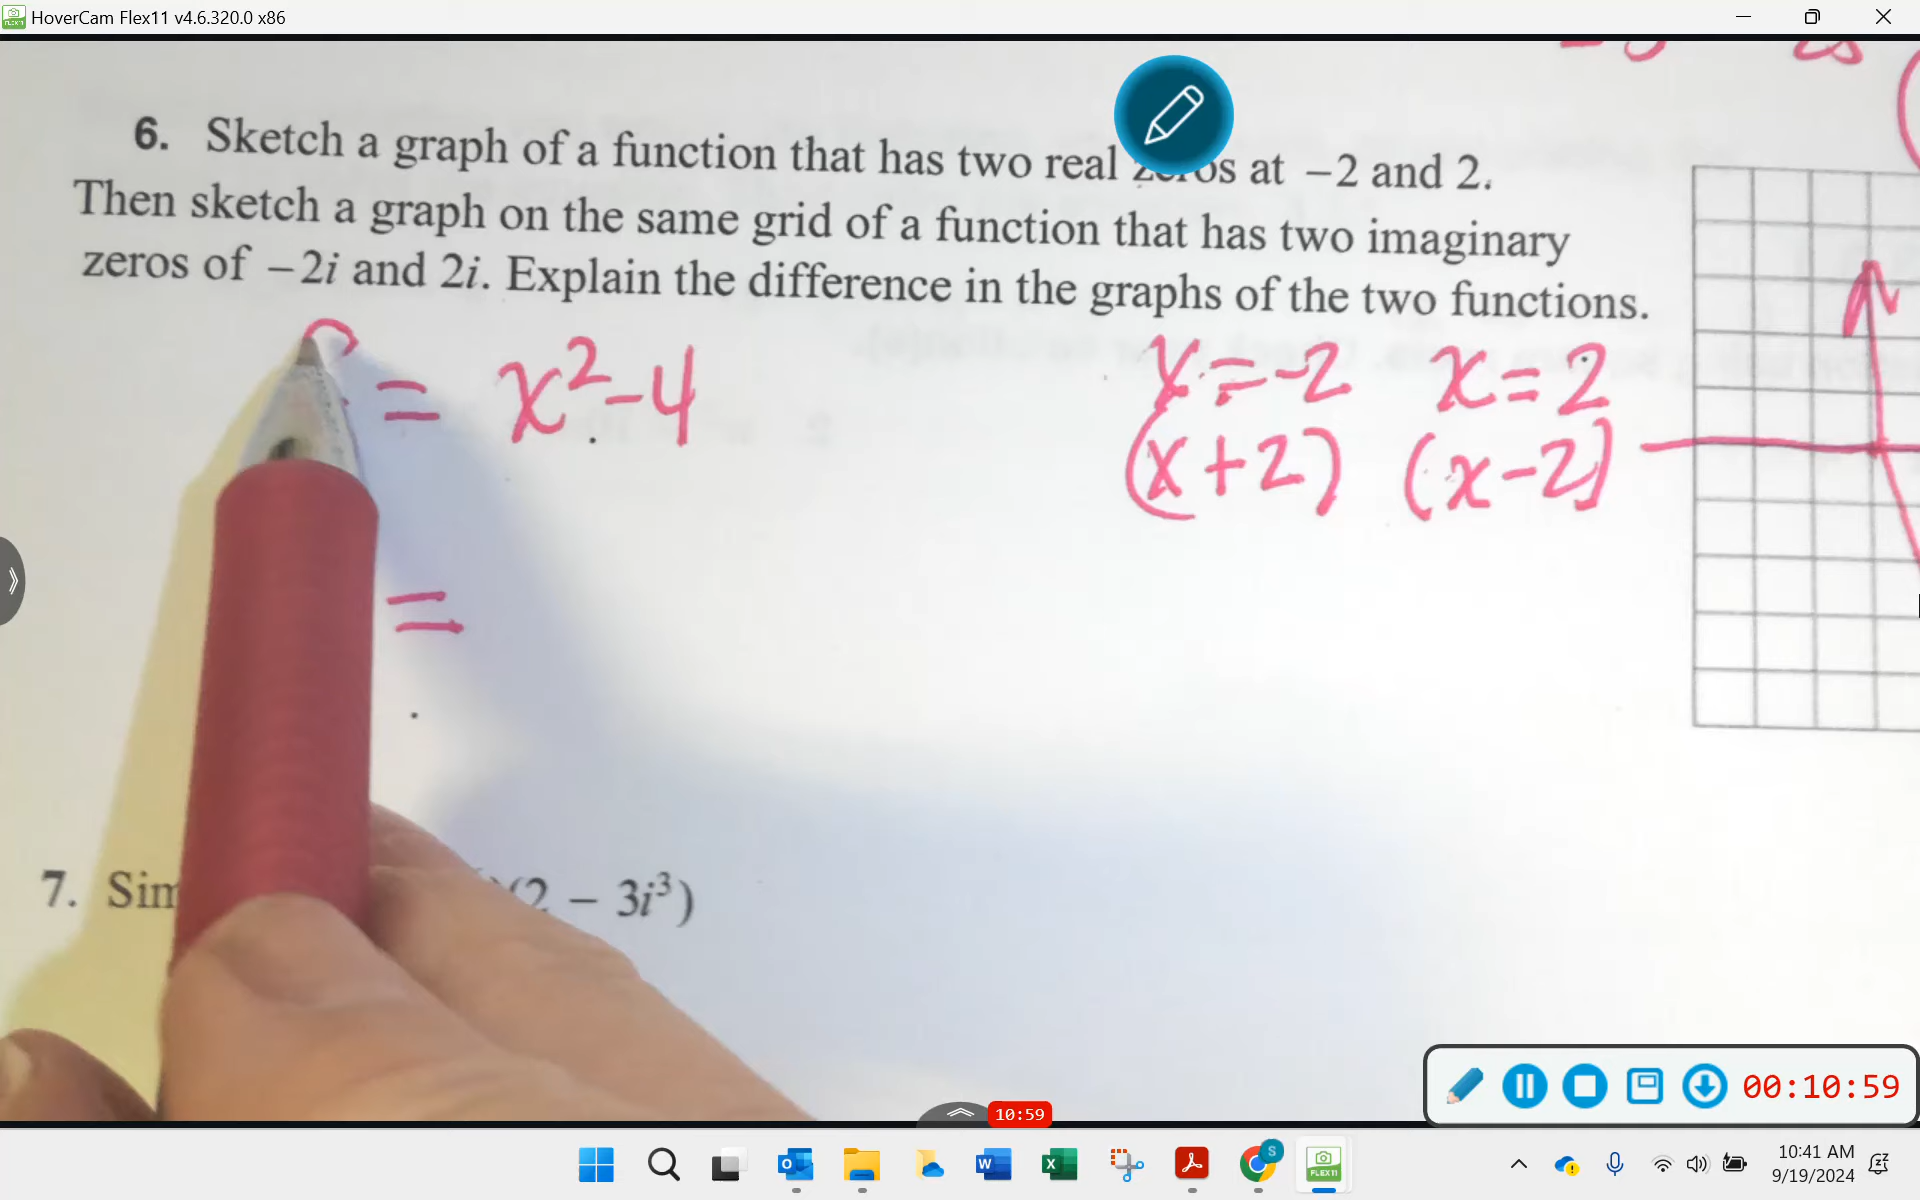 HoverCam Flex11 v4.6.320.0 x86
6. Sketch a graph of a function that has two real zeros at −2 and 2.
Then sketch a graph on the same grid of a function that has two imaginary
zeros of −2i and 2i. Explain the difference in the graphs of the two functions.
= x² - 4
x = -2 x = 2
(x + 2) (x - 2)
=
7. Sim
(2 − 3i³)
00:10:59
10:59
FLEX11
10:41 AM
9/19/2024